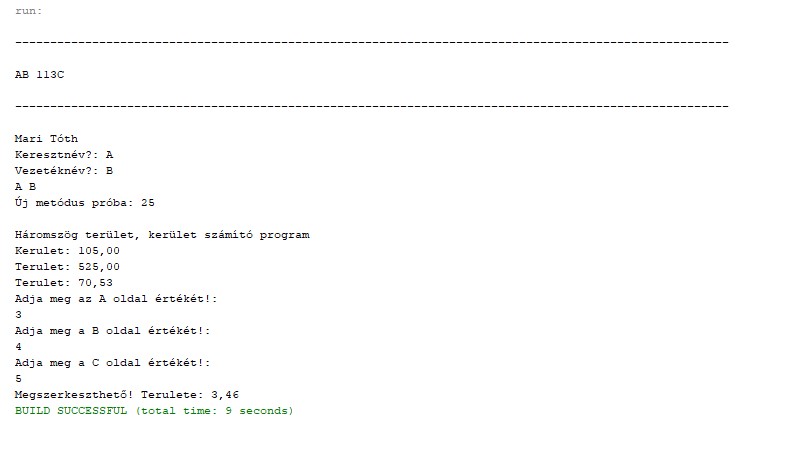 run:
------------------------------------------------------------------------------------------------------
AB 113C
------------------------------------------------------------------------------------------------------
Mari Tóth
Keresztnév?: A
Vezetéknév?: B
A B
Új metódus próba: 25
Háromszög terület, kerület számító program
Kerulet: 105,00
Terulet: 525,00
Terulet: 70,53
Adja meg az A oldal értékét!:
3
Adja meg a B oldal értékét!:
4
Adja meg a C oldal értékét!:
5
Megszerkeszthető! Terulete: 3,46
BUILD SUCCESSFUL (total time: 9 seconds)